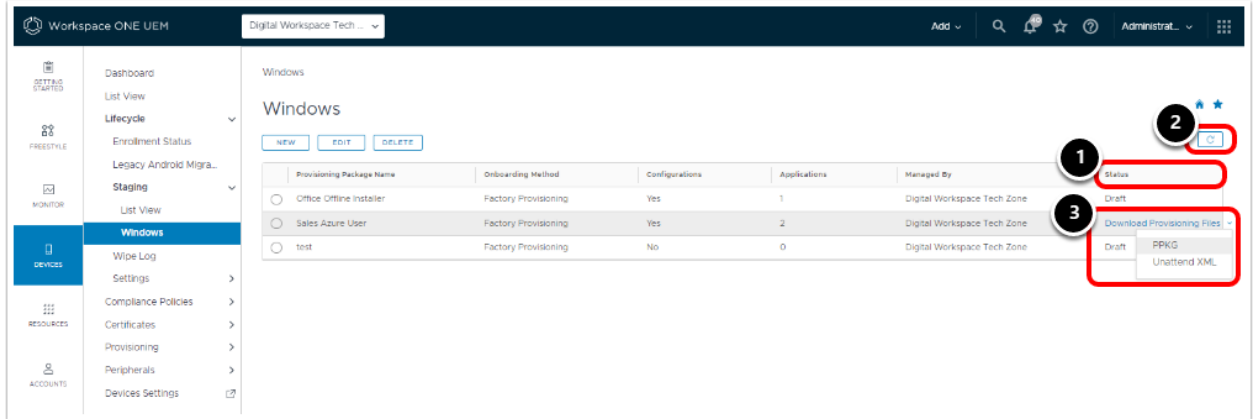 Workspace ONE UEM
Digital Workspace Tech ...
Add
40
Administrat...
GETTING STARTED
FREESTYLE
MONITOR
DEVICES
RESOURCES
ACCOUNTS
Dashboard
List View
Lifecycle
Enrollment Status
Legacy Android Migra...
Staging
List View
Windows
Wipe Log
Settings
Compliance Policies
Certificates
Provisioning
Peripherals
Devices Settings
Windows
Windows
2
NEW EDIT DELETE
1
Provisioning Package Name Onboarding Method Configurations Applications Managed By Status
Office Offline Installer Factory Provisioning Yes 1 Digital Workspace Tech Zone Draft
3
Sales Azure User Factory Provisioning Yes 2 Digital Workspace Tech Zone Download Provisioning Files
test Factory Provisioning No 0 Digital Workspace Tech Zone Draft
PPKG
Unattend XML